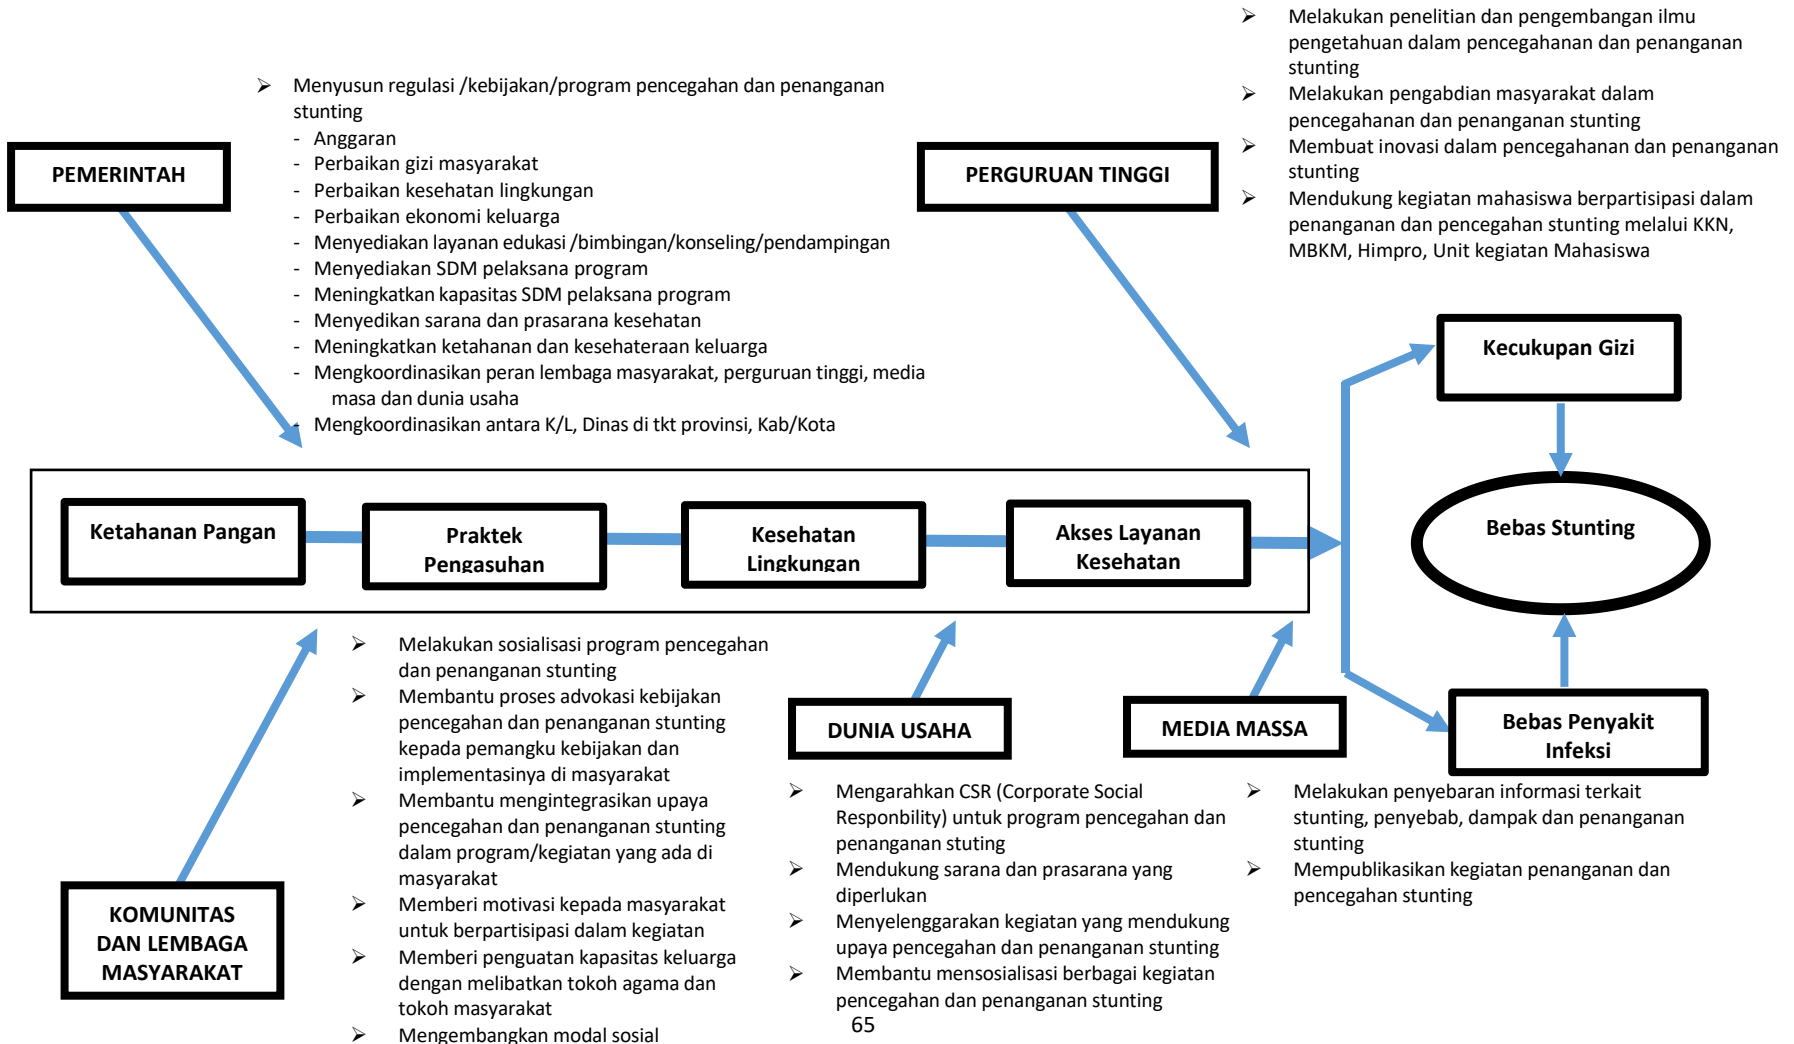 ➢ Melakukan penelitian dan pengembangan ilmu
pengetahuan dalam pencegahanan dan penanganan
stunting
➢ Melakukan pengabdian masyarakat dalam
pencegahanan dan penanganan stunting
➢ Membuat inovasi dalam pencegahanan dan penanganan
stunting
➢ Mendukung kegiatan mahasiswa berpartisipasi dalam
penanganan dan pencegahan stunting melalui KKN,
MBKM, Himpro, Unit kegiatan Mahasiswa
➢ Menyusun regulasi /kebijakan/program pencegahan dan penanganan
stunting
- Anggaran
- Perbaikan gizi masyarakat
- Perbaikan kesehatan lingkungan
- Perbaikan ekonomi keluarga
- Menyediakan layanan edukasi /bimbingan/konseling/pendampingan
- Menyediakan SDM pelaksana program
- Meningkatkan kapasitas SDM pelaksana program
- Menyedikan sarana dan prasarana kesehatan
- Meningkatkan ketahanan dan kesehateraan keluarga
- Mengkoordinasikan peran lembaga masyarakat, perguruan tinggi, media
masa dan dunia usaha
- Mengkoordinasikan antara K/L, Dinas di tkt provinsi, Kab/Kota
PEMERINTAH
PERGURUAN TINGGI
Kecukupan Gizi
Ketahanan Pangan
Praktek
Pengasuhan
Kesehatan
Lingkungan
Akses Layanan
Kesehatan
Bebas Stunting
➢ Melakukan sosialisasi program pencegahan
dan penanganan stunting
➢ Membantu proses advokasi kebijakan
pencegahan dan penanganan stunting
kepada pemangku kebijakan dan
implementasinya di masyarakat
➢ Membantu mengintegrasikan upaya
pencegahan dan penanganan stunting
dalam program/kegiatan yang ada di
masyarakat
➢ Memberi motivasi kepada masyarakat
untuk berpartisipasi dalam kegiatan
➢ Memberi penguatan kapasitas keluarga
dengan melibatkan tokoh agama dan
tokoh masyarakat
➢ Mengembangkan modal sosial
DUNIA USAHA
MEDIA MASSA
Bebas Penyakit
Infeksi
➢ Mengarahkan CSR (Corporate Social
Responbility) untuk program pencegahan dan
penanganan stuting
➢ Mendukung sarana dan prasarana yang
diperlukan
➢ Menyelenggarakan kegiatan yang mendukung
upaya pencegahan dan penanganan stunting
➢ Membantu mensosialisasi berbagai kegiatan
pencegahan dan penanganan stunting
➢ Melakukan penyebaran informasi terkait
stunting, penyebab, dampak dan penanganan
stunting
➢ Mempublikasikan kegiatan penanganan dan
pencegahan stunting
KOMUNITAS
DAN LEMBAGA
MASYARAKAT
65